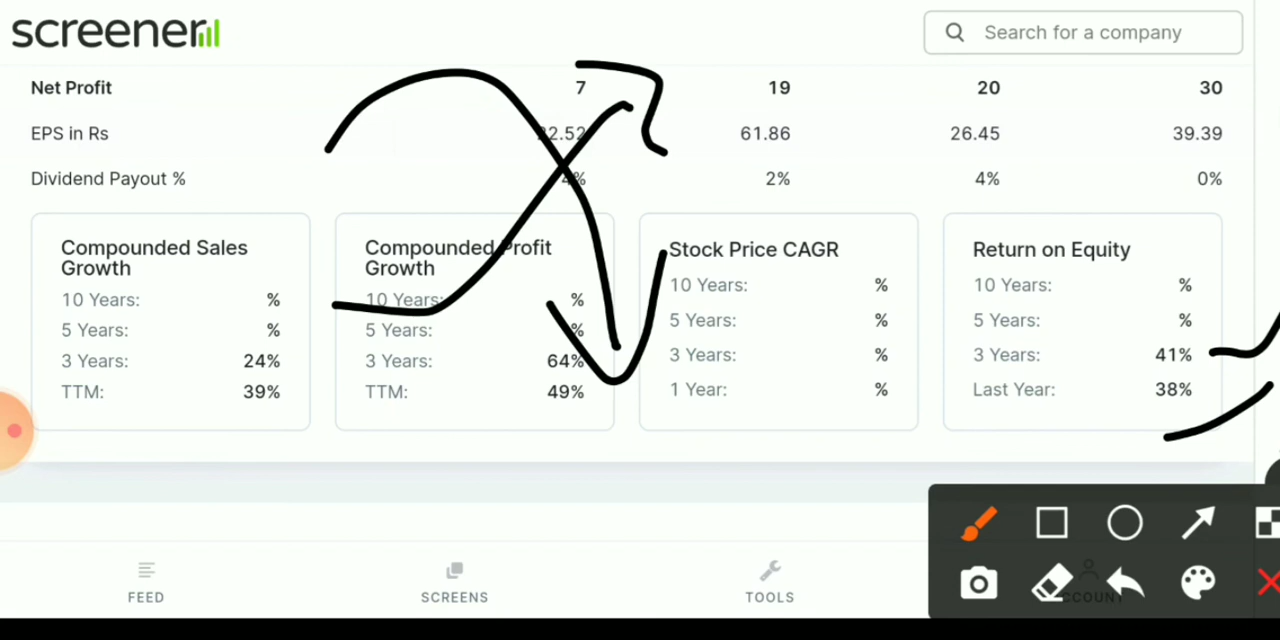 screener
Search for a company
Net Profit 7 19 20 30
EPS in Rs 22.52 61.86 26.45 39.39
Dividend Payout % 4% 2% 4% 0%
Compounded Sales Growth
10 Years: %
5 Years: %
3 Years: 24%
TTM: 39%
Compounded Profit Growth
10 Years: %
5 Years: %
3 Years: 64%
TTM: 49%
Stock Price CAGR
10 Years: %
5 Years: %
3 Years: %
1 Year: %
Return on Equity
10 Years: %
5 Years: %
3 Years: 41%
Last Year: 38%
FEED
SCREENS
TOOLS